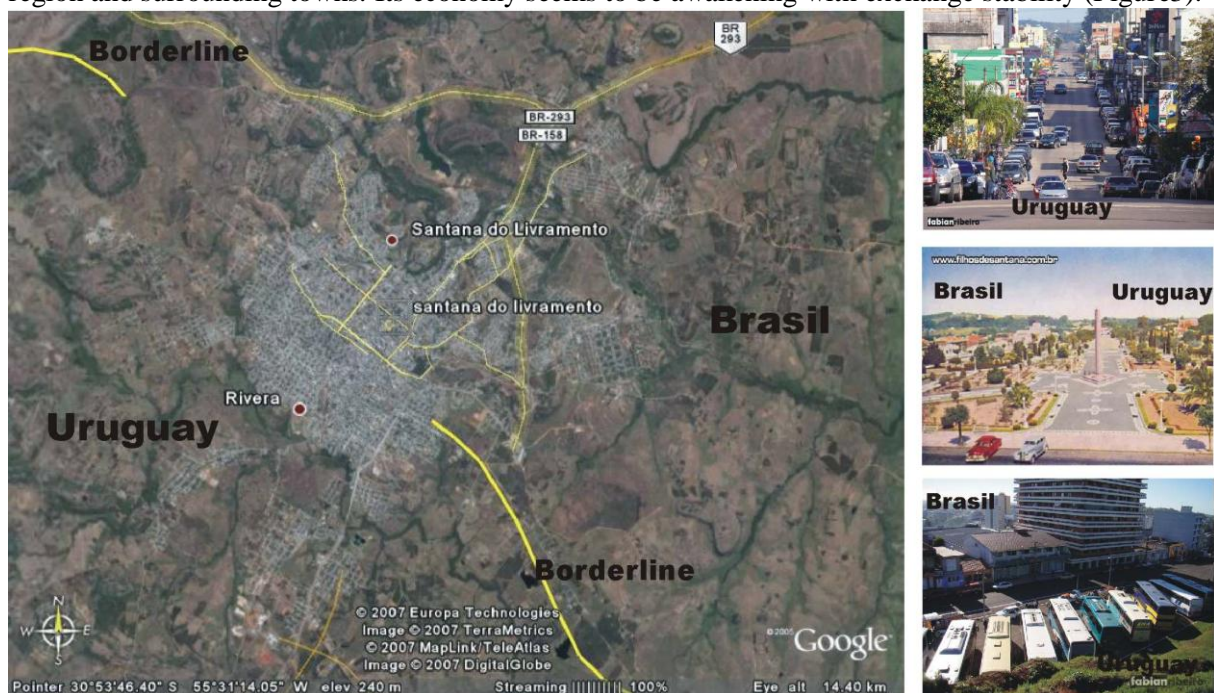 region and surrounding towns. Its economy seems to be awakening with exchange stability (Figure3).
Borderline
BR
293
BR-293
BR-158
Santana do Livramento
santana do livramento
Brasil
Rivera
Uruguay
Borderline
© 2007 Europa Technologies
Image © 2007 TerraMetrics
© 2007 MapLink/TeleAtlas
Image © 2007 DigitalGlobe
© 2005 Google
N
W E
S
Pointer 30°53'46.40" S 55°31'14.05" W elev 240 m Streaming |||||||||| 100% Eye alt 14.40 km
Uruguay
fabianribeiro
www.filhosdesantana.com.br
Brasil Uruguay
Brasil
Uruguay
fabianribeiro